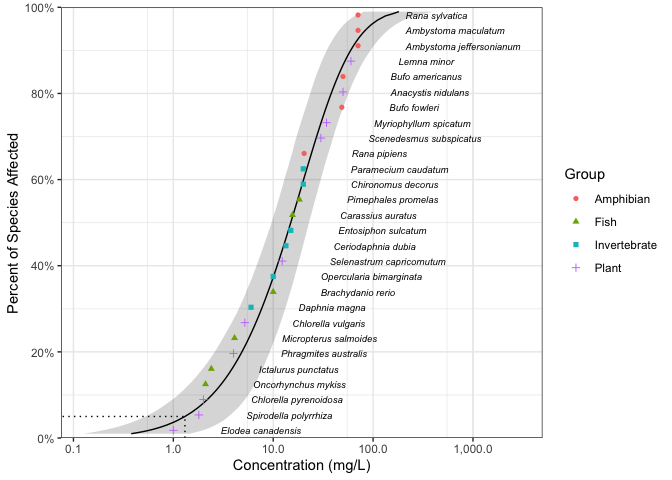 100%
80%
60%
40%
20%
0%
Percent of Species Affected
Rana sylvatica
Ambystoma maculatum
Ambystoma jeffersonianum
Lemna minor
Bufo americanus
Anacystis nidulans
Bufo fowleri
Myriophyllum spicatum
Scenedesmus subspicatus
Rana pipiens
Paramecium caudatum
Chironomus decorus
Pimephales promelas
Carassius auratus
Entosiphon sulcatum
Ceriodaphnia dubia
Selenastrum capricornutum
Opercularia bimarginata
Brachydanio rerio
Daphnia magna
Chlorella vulgaris
Micropterus salmoides
Phragmites australis
Ictalurus punctatus
Oncorhynchus mykiss
Chlorella pyrenoidosa
Spirodella polyrrhiza
Elodea canadensis
0.1 1.0 10.0 100.0 1,000.0
Concentration (mg/L)
Group
Amphibian
Fish
Invertebrate
Plant